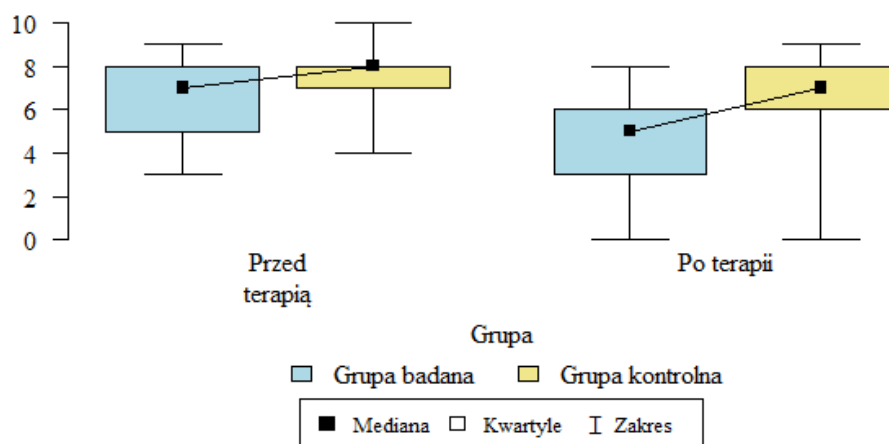 10
8
6
4
2
0
Przed
terapią
Po terapii
Grupa
Grupa badana Grupa kontrolna
Mediana Kwartyle Zakres